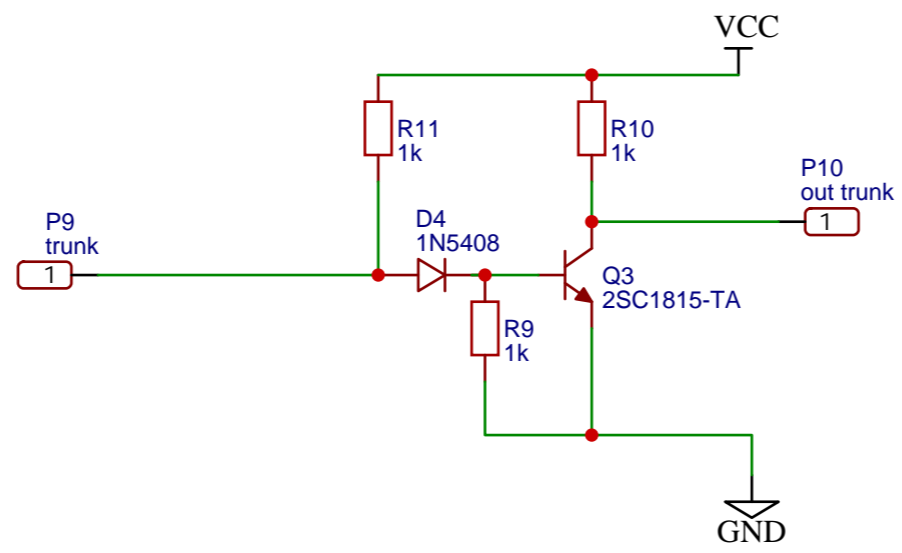 VCC
R11
1k
R10
1k
P10
out trunk
1
P9
trunk
1
D4
1N5408
Q3
2SC1815-TA
R9
1k
GND